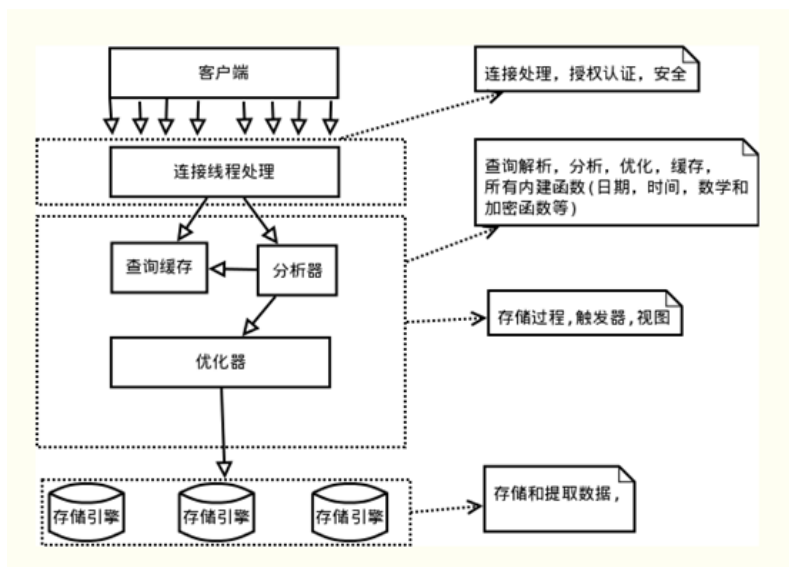 客户端
连接处理，授权认证，安全
连接线程处理
查询解析，分析，优化，缓存，
所有内建函数(日期，时间，数学和
加密函数等)
查询缓存
分析器
存储过程,触发器,视图
优化器
存储和提取数据,
存储引擎
存储引擎
存储引擎